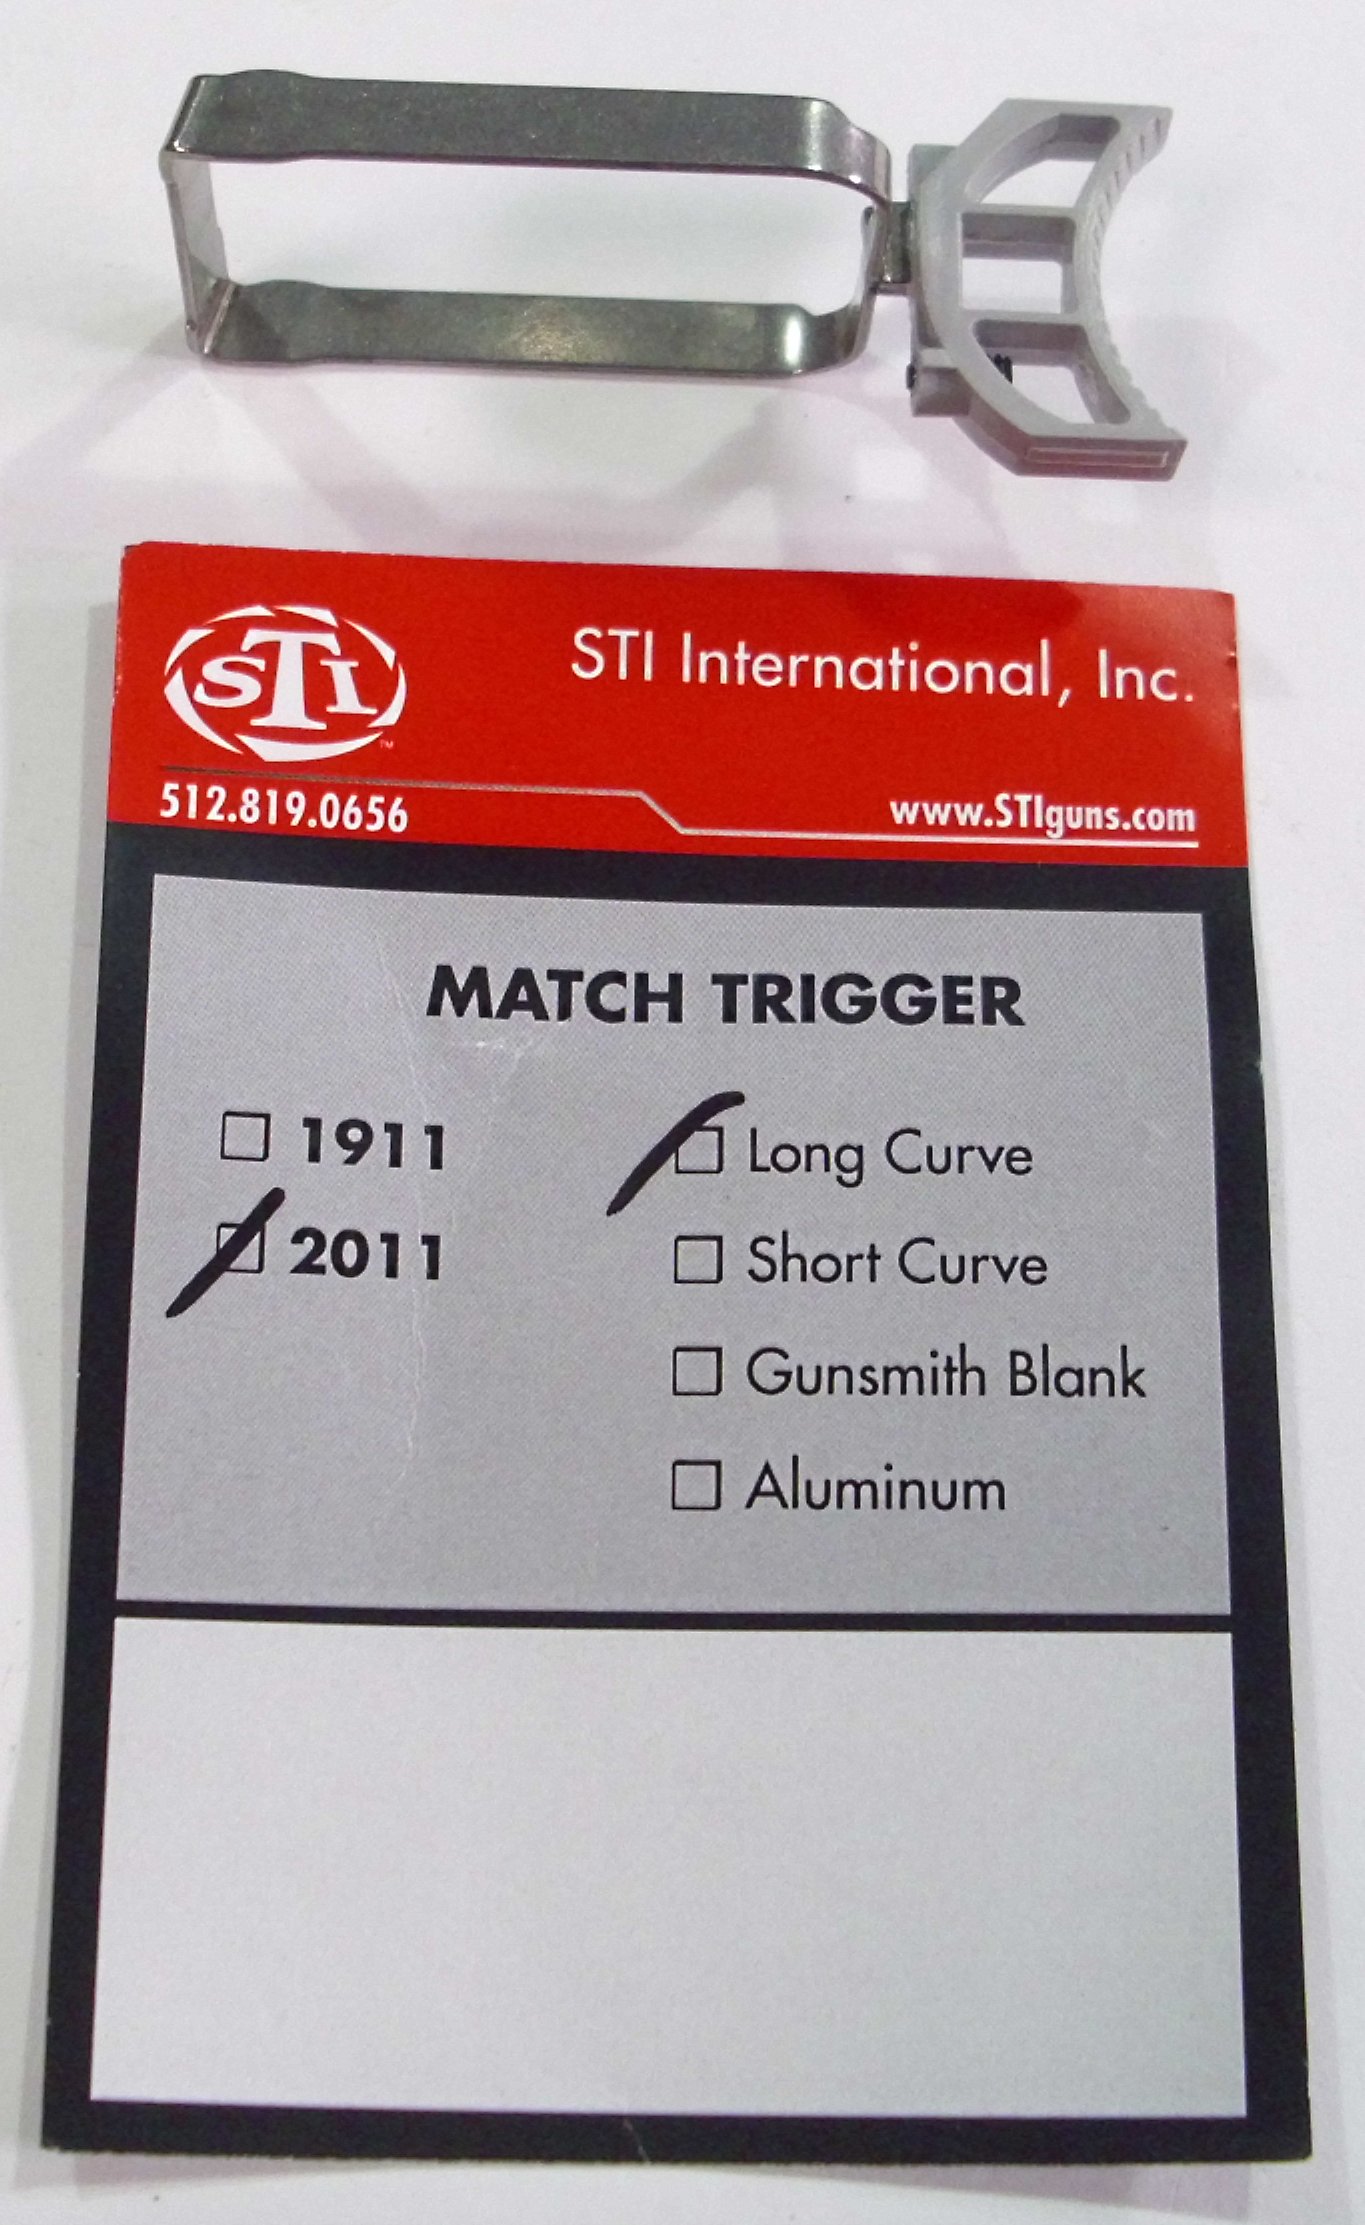 STI™
STI International, Inc.
512.819.0656
www.STIguns.com
MATCH TRIGGER
1911
2011
Long Curve
Short Curve
Gunsmith Blank
Aluminum